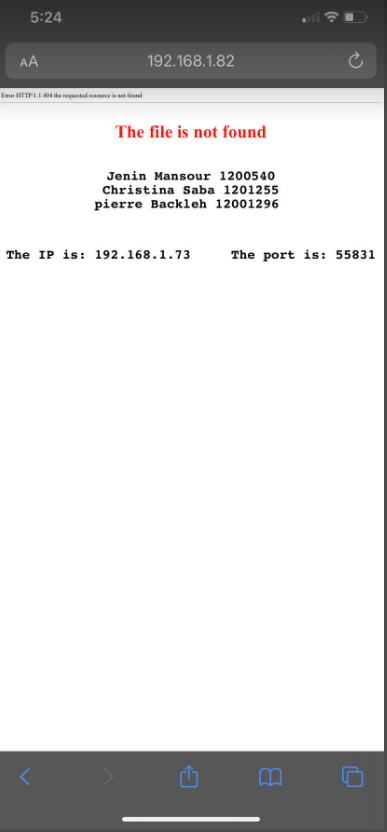 5:24
AA
192.168.1.82
Error HTTP/1.1 404 the requested resource is not found
The file is not found
Jenin Mansour 1200540
Christina Saba 1201255
pierre Backleh 12001296
The IP is: 192.168.1.73 The port is: 55831